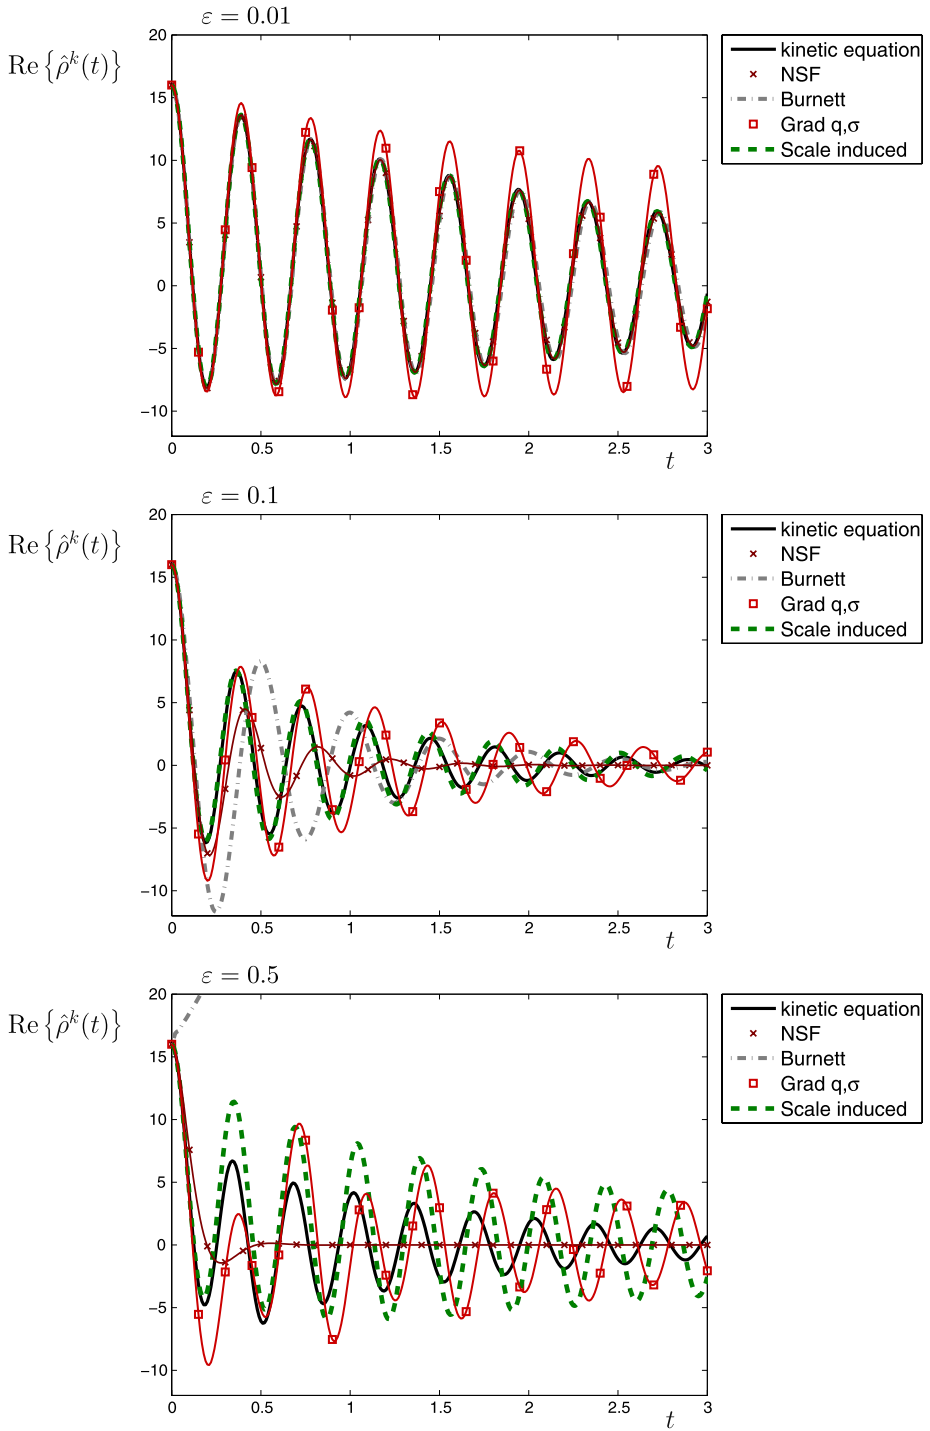 ε = 0.01
Re {ρ̂ᵏ(t)}
20
15
10
5
0
−5
−10
0 0.5 1 1.5 2 2.5 3
t
kinetic equation
NSF
Burnett
Grad q,σ
Scale induced
ε = 0.1
Re {ρ̂ᵏ(t)}
20
15
10
5
0
−5
−10
0 0.5 1 1.5 2 2.5 3
t
kinetic equation
NSF
Burnett
Grad q,σ
Scale induced
ε = 0.5
Re {ρ̂ᵏ(t)}
20
15
10
5
0
−5
−10
0 0.5 1 1.5 2 2.5 3
t
kinetic equation
NSF
Burnett
Grad q,σ
Scale induced